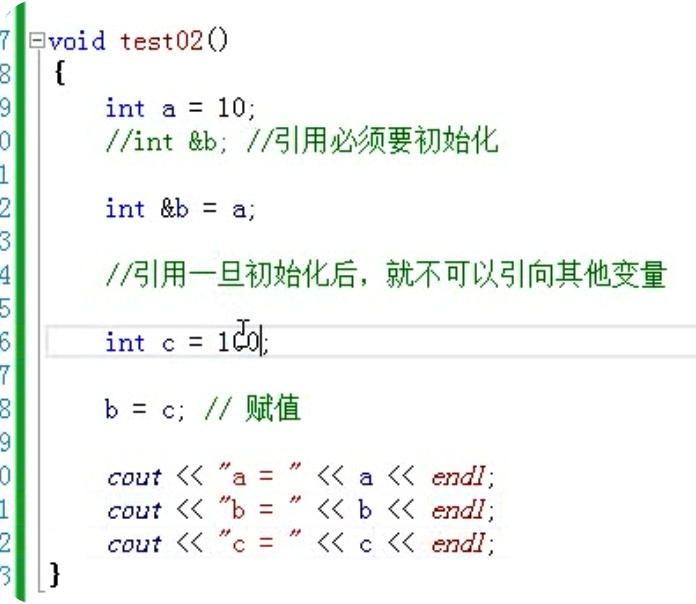 7 void test02()
8 {
9 int a = 10;
0 //int &b; //引用必须要初始化
1
2 int &b = a;
3
4 //引用一旦初始化后，就不可以引向其他变量
5
6 int c = 100;
7
8 b = c; // 赋值
9
0 cout << "a = " << a << endl;
1 cout << "b = " << b << endl;
2 cout << "c = " << c << endl;
3 }